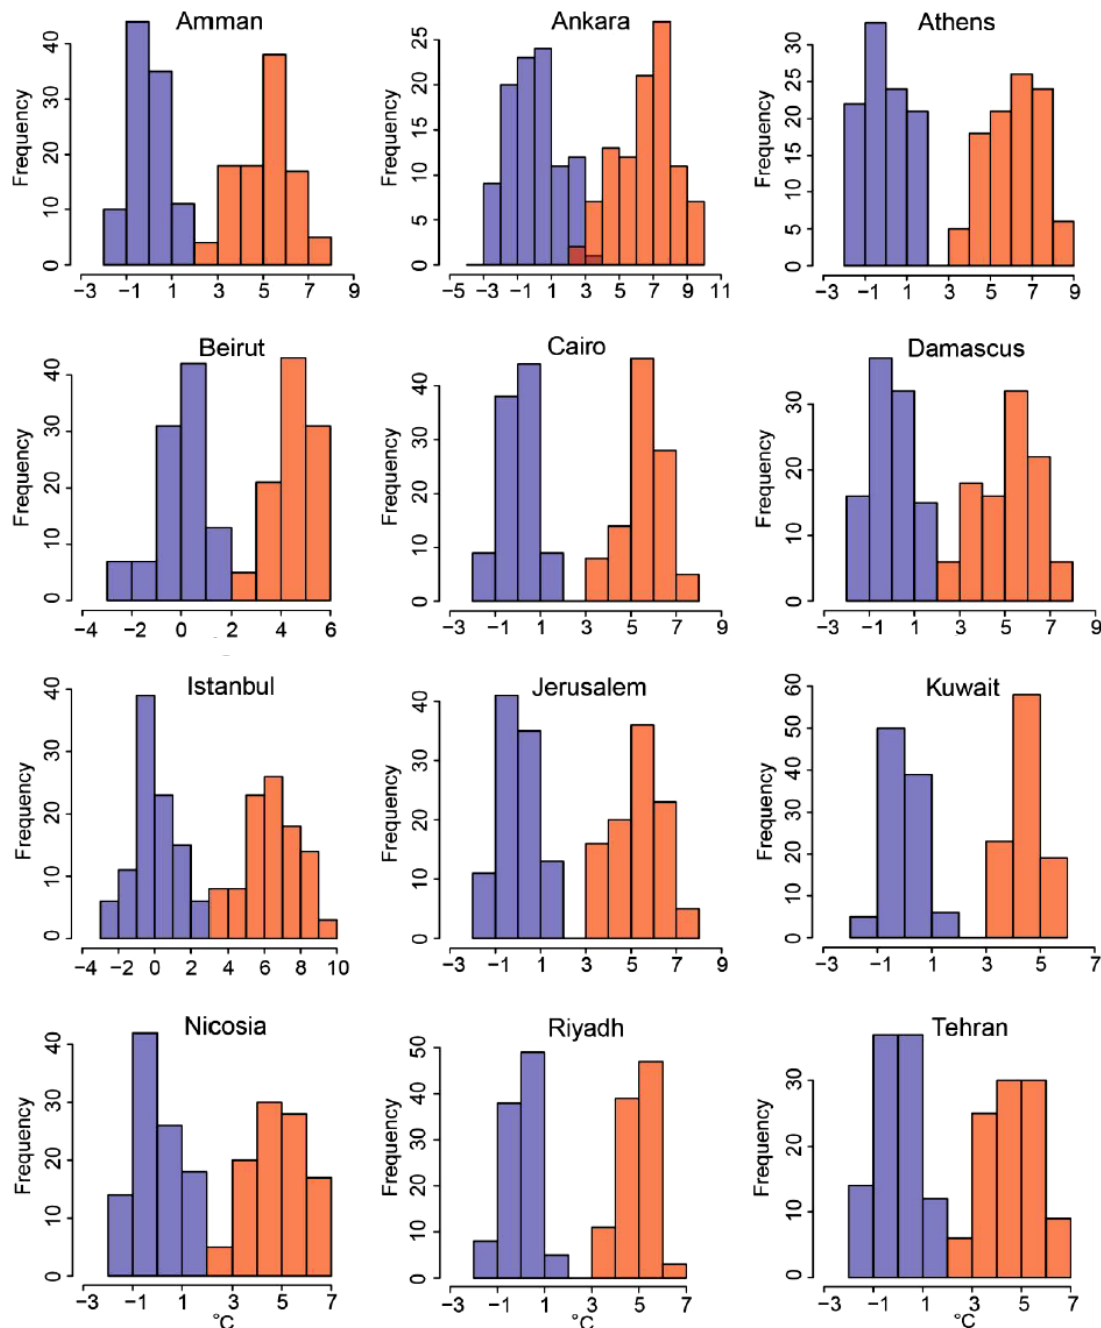 Amman
Frequency
0 10 20 30 40
−3 −1 1 3 5 7 9
Ankara
Frequency
0 5 10 15 20 25
−5 −3 −1 1 3 5 7 9 11
Athens
Frequency
0 5 10 15 20 25 30
−3 −1 1 3 5 7 9
Beirut
Frequency
0 10 20 30 40
−4 −2 0 2 4 6
Cairo
Frequency
0 10 20 30 40
−3 −1 1 3 5 7 9
Damascus
Frequency
0 10 20 30
−3 −1 1 3 5 7 9
Istanbul
Frequency
0 10 20 30 40
−4 −2 0 2 4 6 8 10
Jerusalem
Frequency
0 10 20 30 40
−3 −1 1 3 5 7 9
Kuwait
Frequency
0 10 20 30 40 50 60
−3 −1 1 3 5 7
Nicosia
Frequency
0 10 20 30 40
−3 −1 1 3 5 7
°C
Riyadh
Frequency
0 10 20 30 40 50
−3 −1 1 3 5 7
°C
Tehran
Frequency
0 10 20 30
−3 −1 1 3 5 7
°C